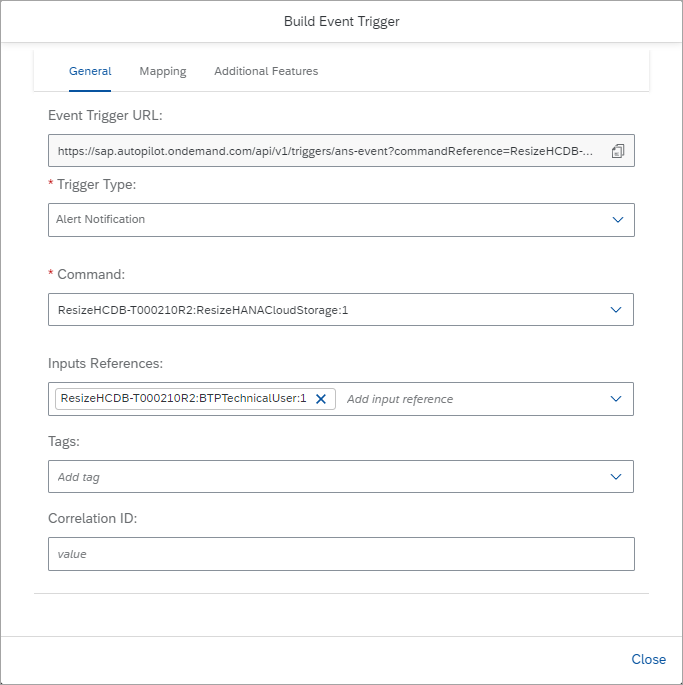 Build Event Trigger
General Mapping Additional Features
Event Trigger URL:
https://sap.autopilot.ondemand.com/api/v1/triggers/ans-event?commandReference=ResizeHCDB-...
* Trigger Type:
Alert Notification
* Command:
ResizeHCDB-T000210R2:ResizeHANACloudStorage:1
Inputs References:
ResizeHCDB-T000210R2:BTPTechnicalUser:1 Add input reference
Tags:
Add tag
Correlation ID:
value
Close